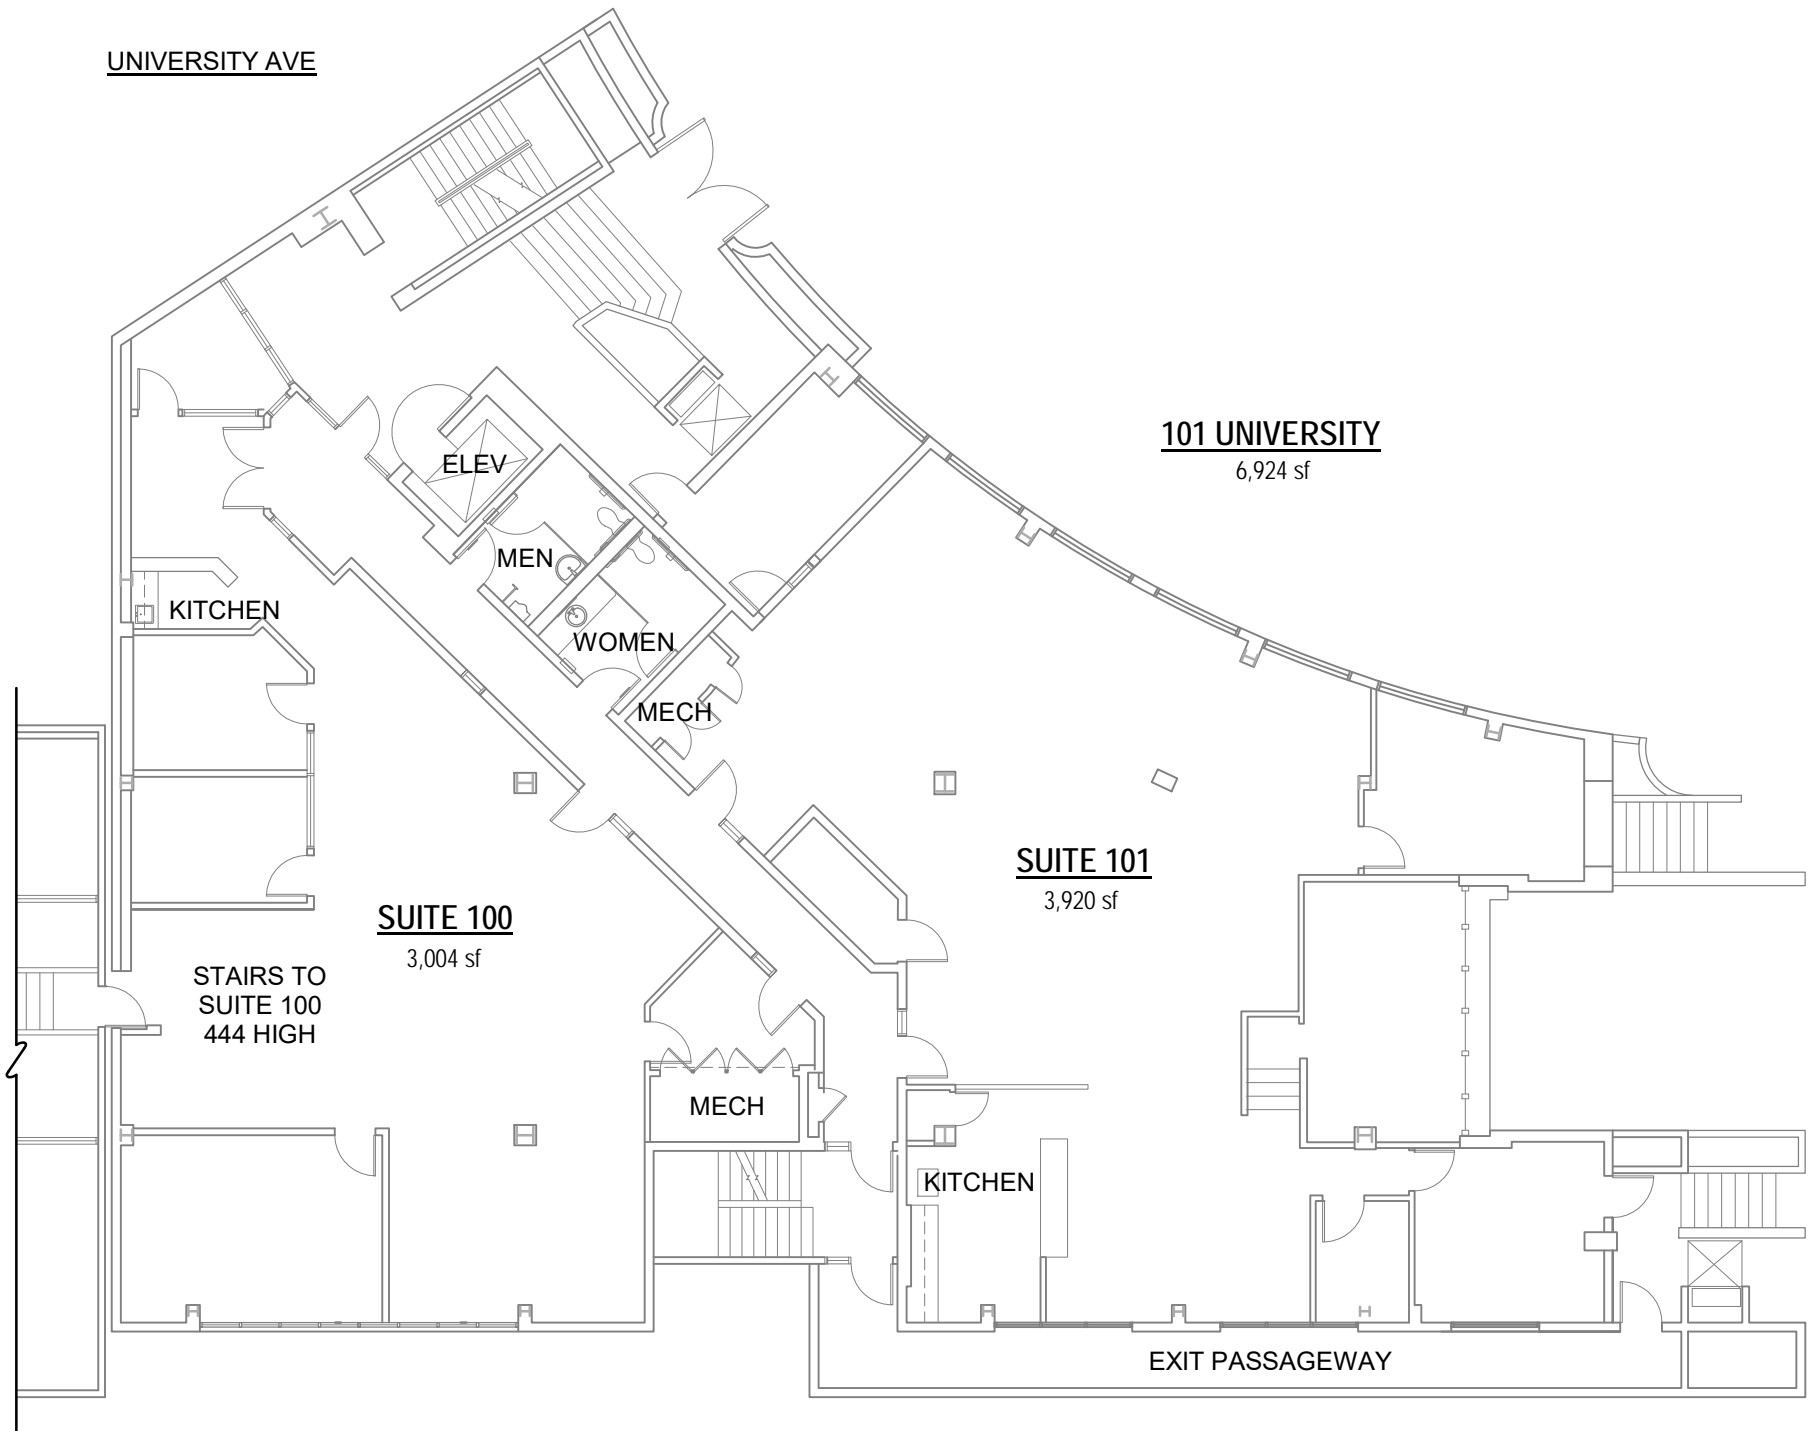 UNIVERSITY AVE
101 UNIVERSITY
6,924 sf
ELEV
MEN
KITCHEN
WOMEN
MECH
SUITE 101
3,920 sf
SUITE 100
3,004 sf
STAIRS TO
SUITE 100
444 HIGH
MECH
KITCHEN
EXIT PASSAGEWAY